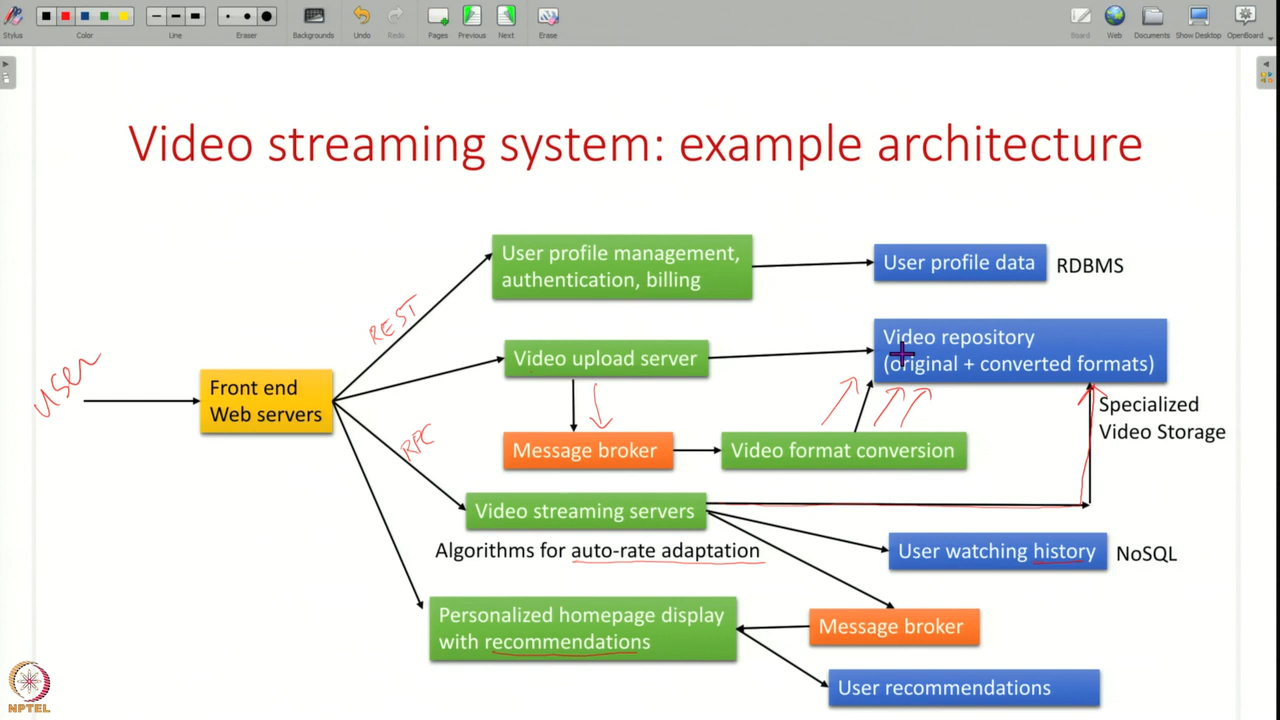 Stylus
Color
Line
Eraser
Backgrounds
Undo
Redo
Pages
Previous
Next
Erase
Board
Web
Documents
Show Desktop
OpenBoard
Video streaming system: example architecture
User profile management,
authentication, billing
User profile data
RDBMS
REST
user
Video upload server
Video repository
(original + converted formats)
Front end
Web servers
Specialized
Video Storage
RPC
Message broker
Video format conversion
Video streaming servers
Algorithms for auto-rate adaptation
User watching history
NoSQL
Personalized homepage display
with recommendations
Message broker
User recommendations
NPTEL